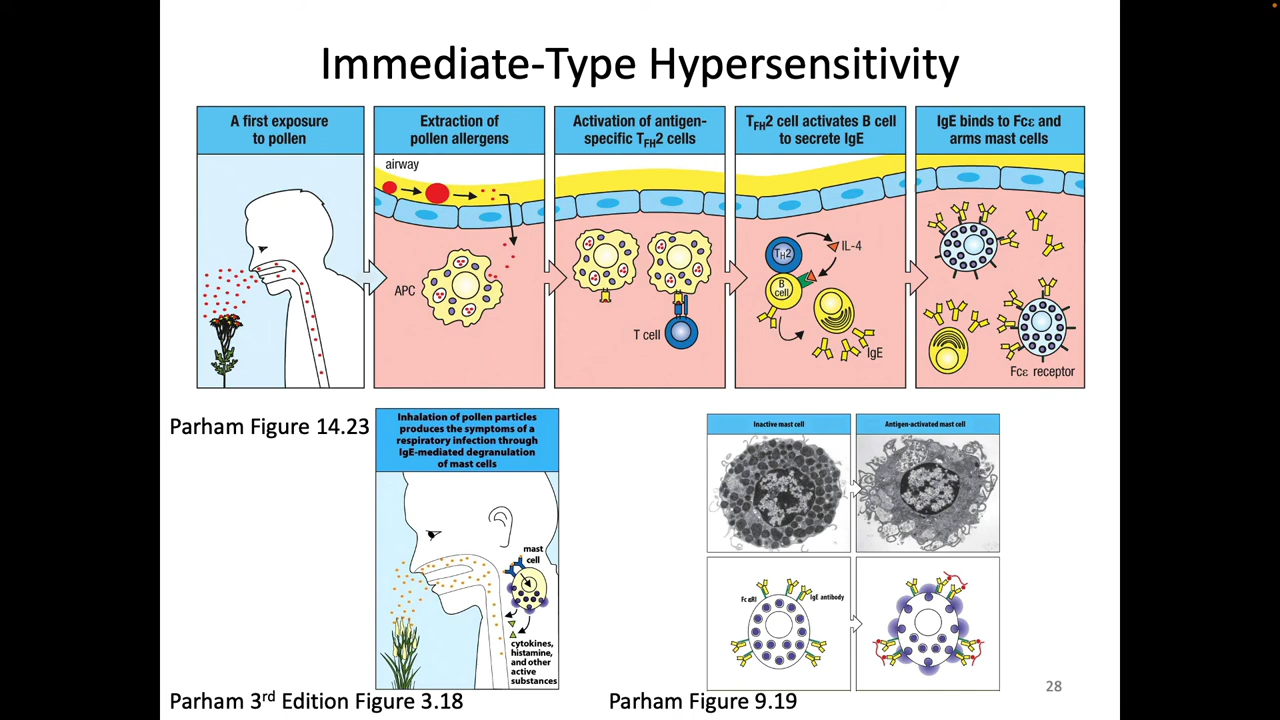 Immediate-Type Hypersensitivity
A first exposure
to pollen
Extraction of
pollen allergens
airway
APC
Activation of antigen-
specific TFH2 cells
T cell
TFH2 cell activates B cell
to secrete IgE
TH2
IL-4
B
cell
IgE
IgE binds to Fcε and
arms mast cells
Fcε receptor
Parham Figure 14.23
Inhalation of pollen particles
produces the symptoms of a
respiratory infection through
IgE-mediated degranulation
of mast cells
mast
cell
cytokines,
histamine,
and other
active
substances
Parham 3rd Edition Figure 3.18
Inactive mast cell
Antigen-activated mast cell
IgE antibody
Parham Figure 9.19
28